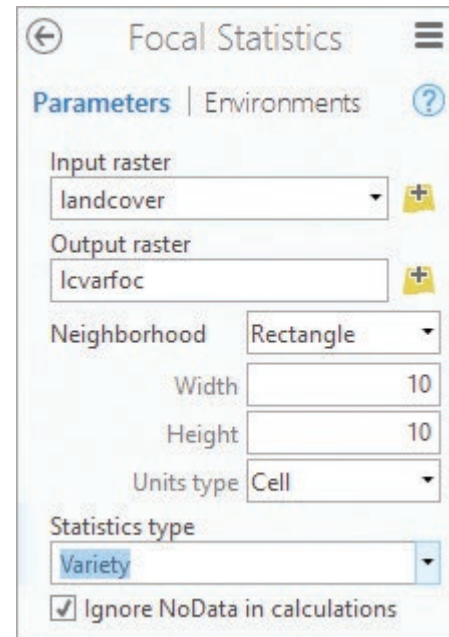 Focal Statistics
Parameters | Environments ?
Input raster
landcover
Output raster
lcvarfoc
Neighborhood Rectangle
Width 10
Height 10
Units type Cell
Statistics type
Variety
Ignore NoData in calculations